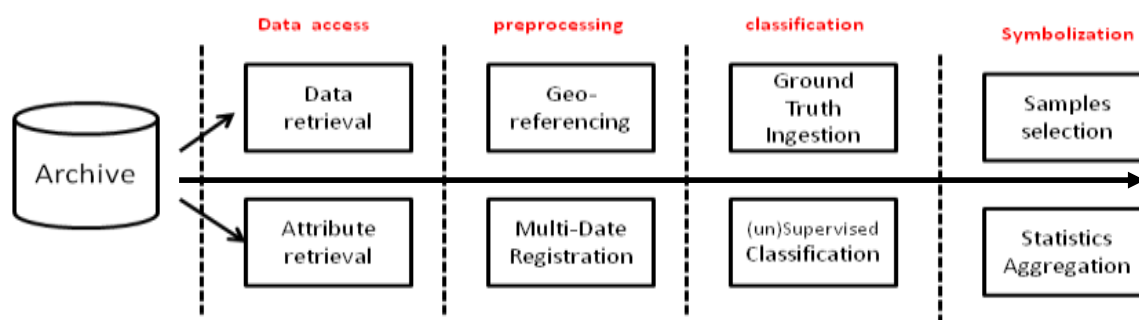 Data access
preprocessing
classification
Symbolization
Archive
Data
retrieval
Geo-
referencing
Ground
Truth
Ingestion
Samples
selection
Attribute
retrieval
Multi-Date
Registration
(un)Supervised
Classification
Statistics
Aggregation